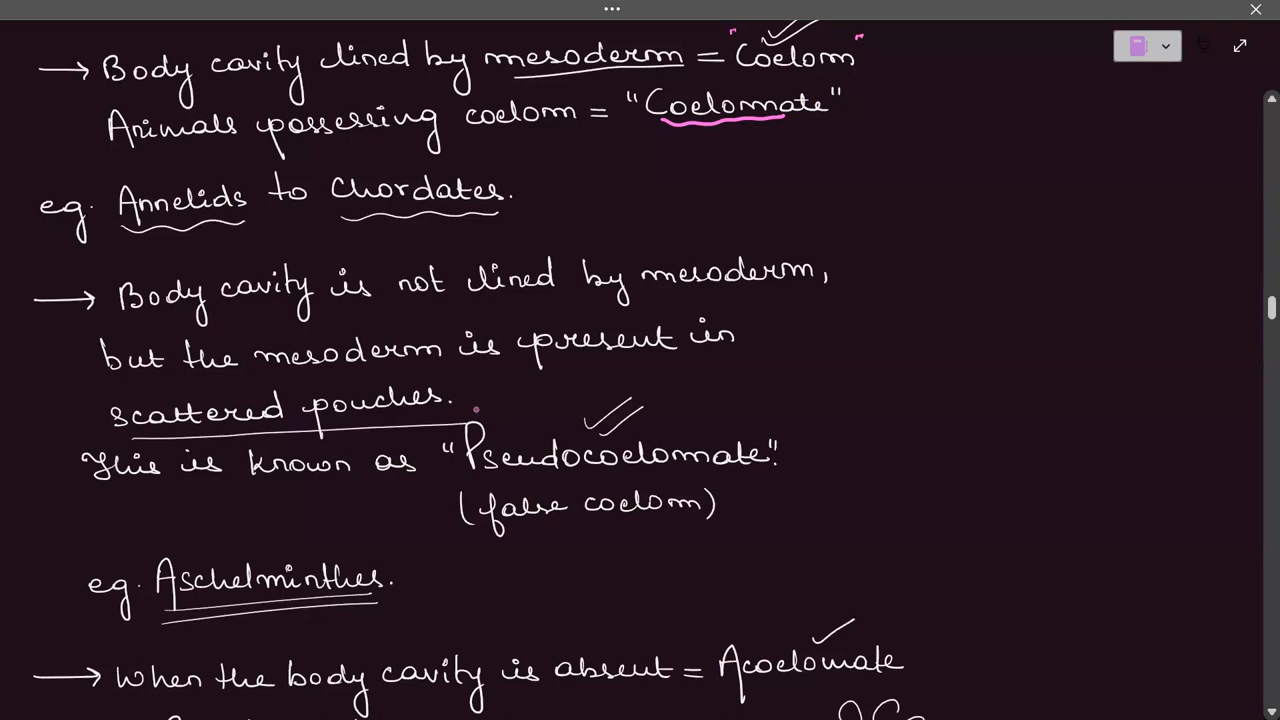 → Body cavity lined by mesoderm = "Coelom"
Animals possessing coelom = "Coelommate"
eg. Annelids to Chordates.
→ Body cavity is not lined by mesoderm,
but the mesoderm is present in
scattered pouches.
This is known as "Pseudocoelomate".
(false coelom)
eg. Aschelminthes.
→ When the body cavity is absent = Acoelomate